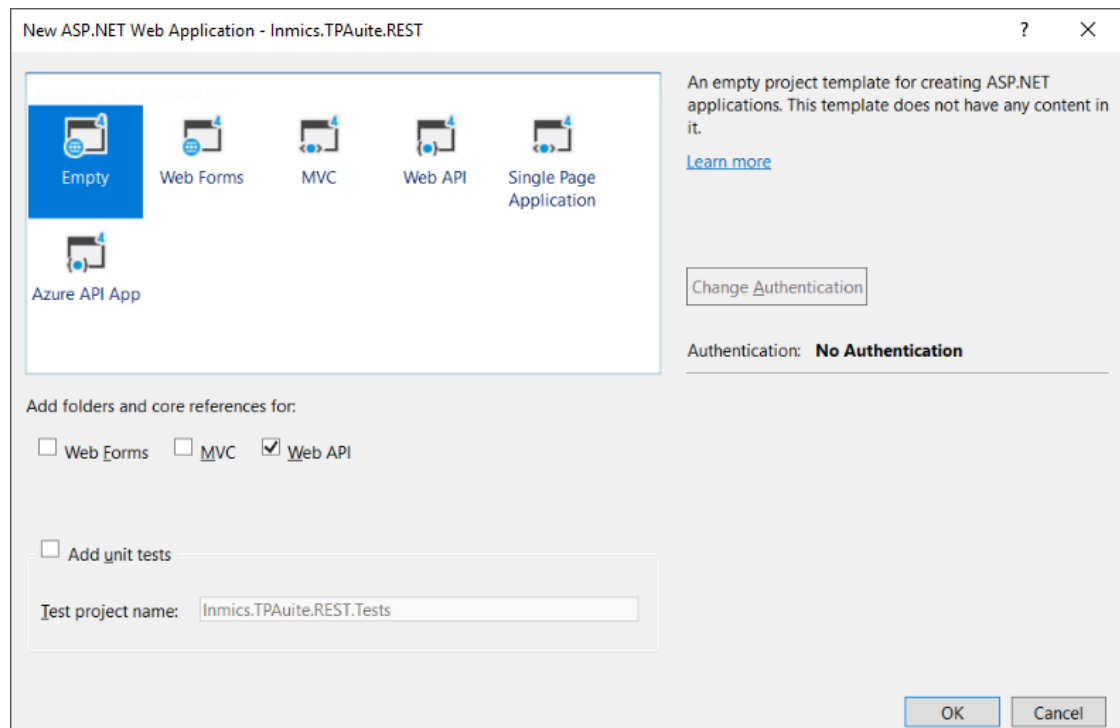 New ASP.NET Web Application - Inmics.TPAuite.REST
?
Empty
Web Forms
MVC
Web API
Single Page
Application
Azure API App
An empty project template for creating ASP.NET
applications. This template does not have any content in
it.
Learn more
Change Authentication
Authentication: No Authentication
Add folders and core references for:
Web Forms
MVC
Web API
Add unit tests
Test project name: Inmics.TPAuite.REST.Tests
OK
Cancel